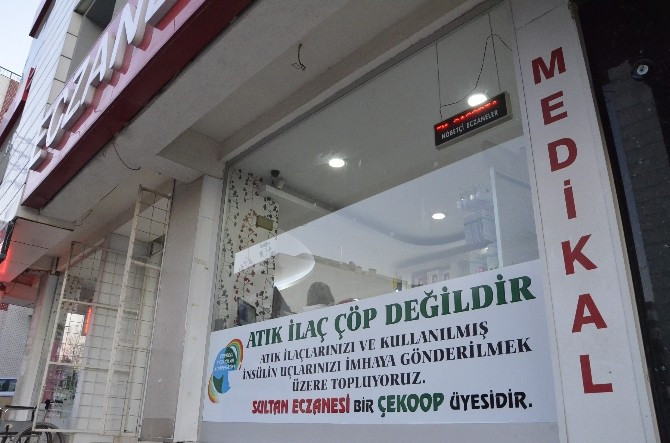 ECZANE
NÖBETÇİ ECZANELER
MEDİKAL
ATIK İLAÇ ÇÖP DEĞİLDİR
ATIK İLAÇLARINIZI VE KULLANILMIŞ
İNSÜLİN UÇLARINIZI İMHAYA GÖNDERİLMEK
ÜZERE TOPLUYORUZ.
SULTAN ECZANESİ BİR ÇEKOOP ÜYESİDİR.